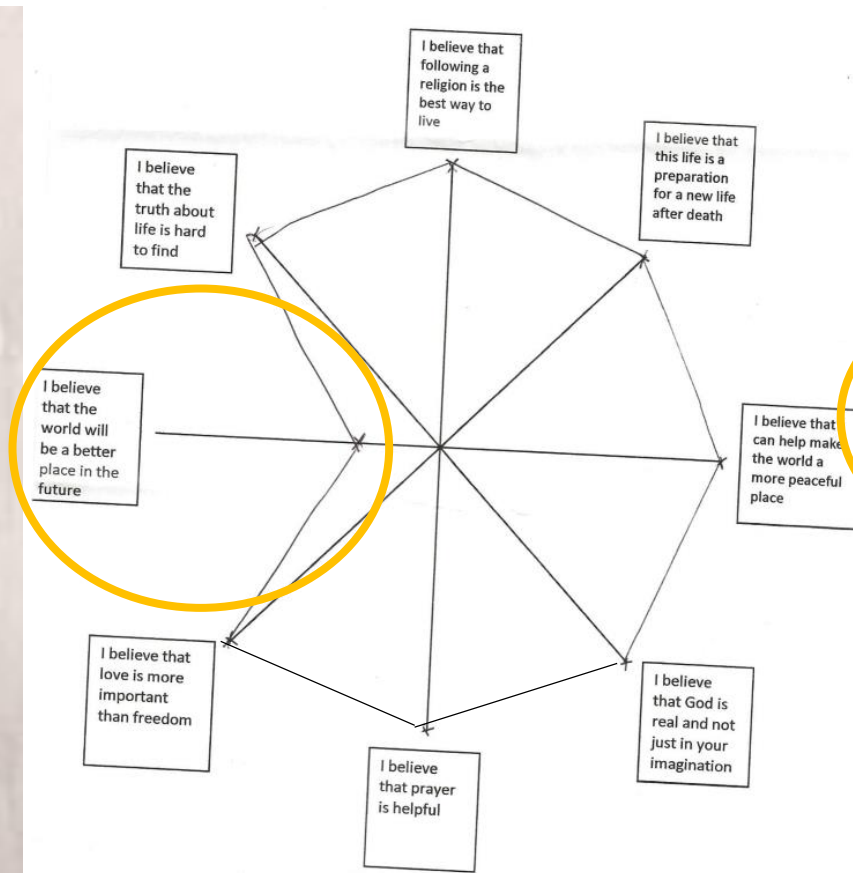 I believe that
following a
religion is the
best way to
live
I believe that
this life is a
preparation
for a new life
after death
I believe
that the
truth about
life is hard
to find
I believe
that the
world will
be a better
place in the
future
I believe that
can help make
the world a
more peaceful
place
I believe that
love is more
important
than freedom
I believe
that God is
real and not
just in your
imagination
I believe
that prayer
is helpful